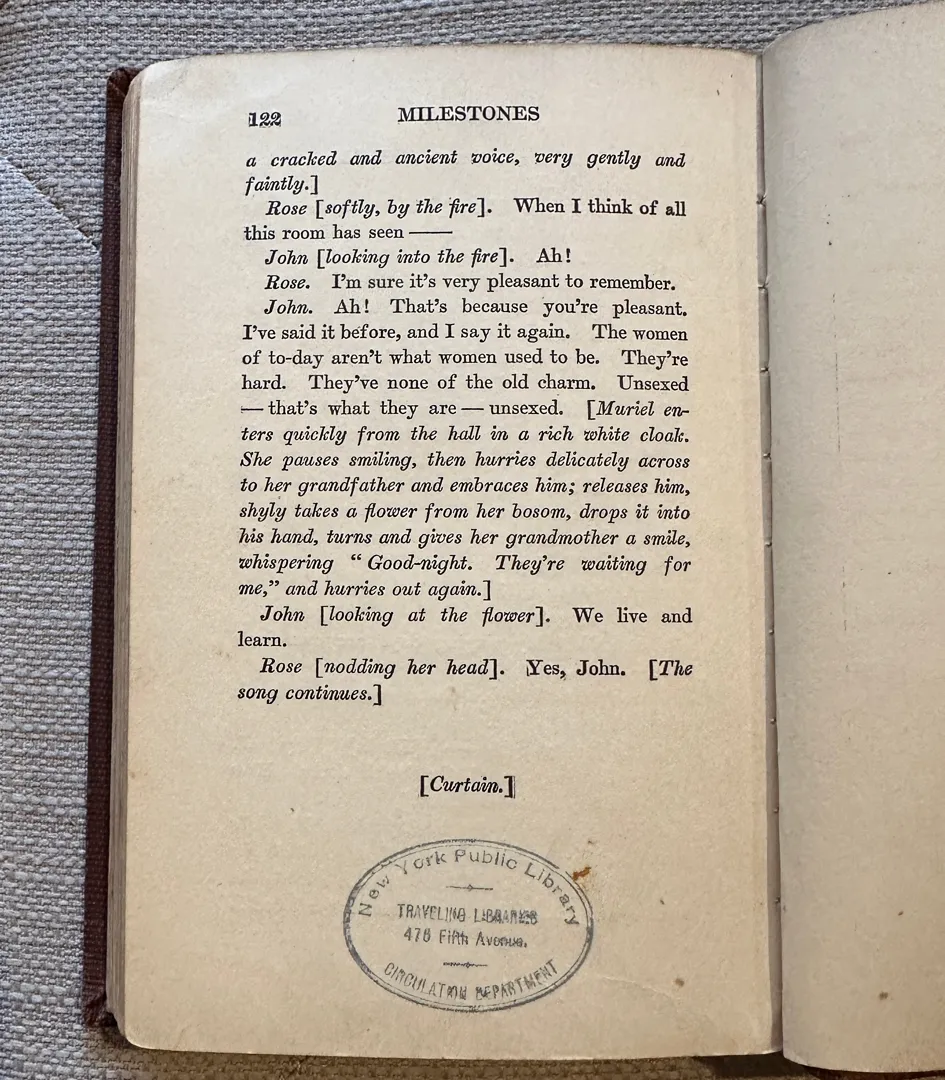 122 MILESTONES
a cracked and ancient voice, very gently and
faintly.]
Rose [softly, by the fire]. When I think of all
this room has seen ——
John [looking into the fire]. Ah!
Rose. I'm sure it's very pleasant to remember.
John. Ah! That's because you're pleasant.
I've said it before, and I say it again. The women
of to-day aren't what women used to be. They're
hard. They've none of the old charm. Unsexed
— that's what they are — unsexed. [Muriel en-
ters quickly from the hall in a rich white cloak.
She pauses smiling, then hurries delicately across
to her grandfather and embraces him; releases him,
shyly takes a flower from her bosom, drops it into
his hand, turns and gives her grandmother a smile,
whispering “Good-night. They're waiting for
me,” and hurries out again.]
John [looking at the flower]. We live and
learn.
Rose [nodding her head]. Yes, John. [The
song continues.]
[Curtain.]
New York Public Library
TRAVELING LIBRARIES
476 Fifth Avenue.
CIRCULATION DEPARTMENT